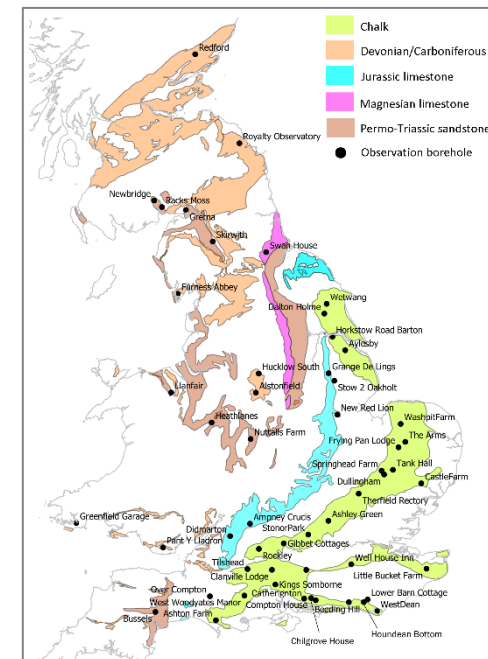 Chalk
Devonian/Carboniferous
Jurassic limestone
Magnesian limestone
Permo-Triassic sandstone
Observation borehole
Redford
Royalty Observatory
Newbridge
Racks Moss
Gretna
Skirwith
Swan House
Furness Abbey
Wetwang
Dalton Holme
Horkstow Road Barton
Aylesby
Hucklow South
Grange De Lings
Llanfair
Alstonfield
Stow 2 Oakholt
Heathlanes
New Red Lion
WashpitFarm
Nuttalls Farm
Frying Pan Lodge
The Arms
Springhead Farm
Tank Hall
Dullingham
CastleFarm
Therfield Rectory
Greenfield Garage
Ampney Crucis
Ashley Green
Didmarton
StonorPark
Pant Y Lladron
Gibbet Cottages
Rockley
Well House Inn
Tilshead
Clanville Lodge
Little Bucket Farm
Over Compton
Kings Somborne
West Woodyates Manor
Catherington
Lower Barn Cottage
Bussels
Ashton Farm
Compton House
Beeding Hill
WestDean
Chilgrove House
Houndean Bottom